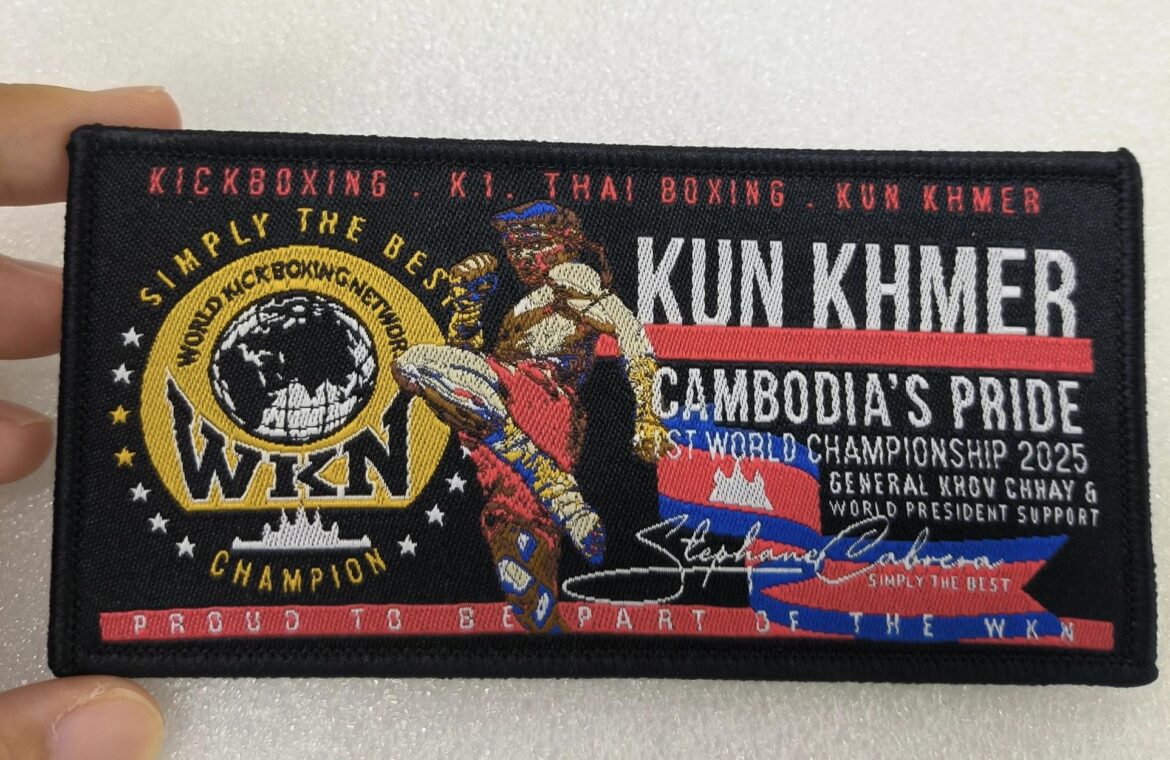 KICKBOXING . K1. THAI BOXING . KUN KHMER
SIMPLY THE BEST
WORLD KICKBOXING NETWORK
WKN
CHAMPION
KUN KHMER
CAMBODIA'S PRIDE
1ST WORLD CHAMPIONSHIP 2025
GENERAL KHOV CHHAY &
WORLD PRESIDENT SUPPORT
Stephane Cabrera
SIMPLY THE BEST
PROUD TO BE PART OF THE WKN